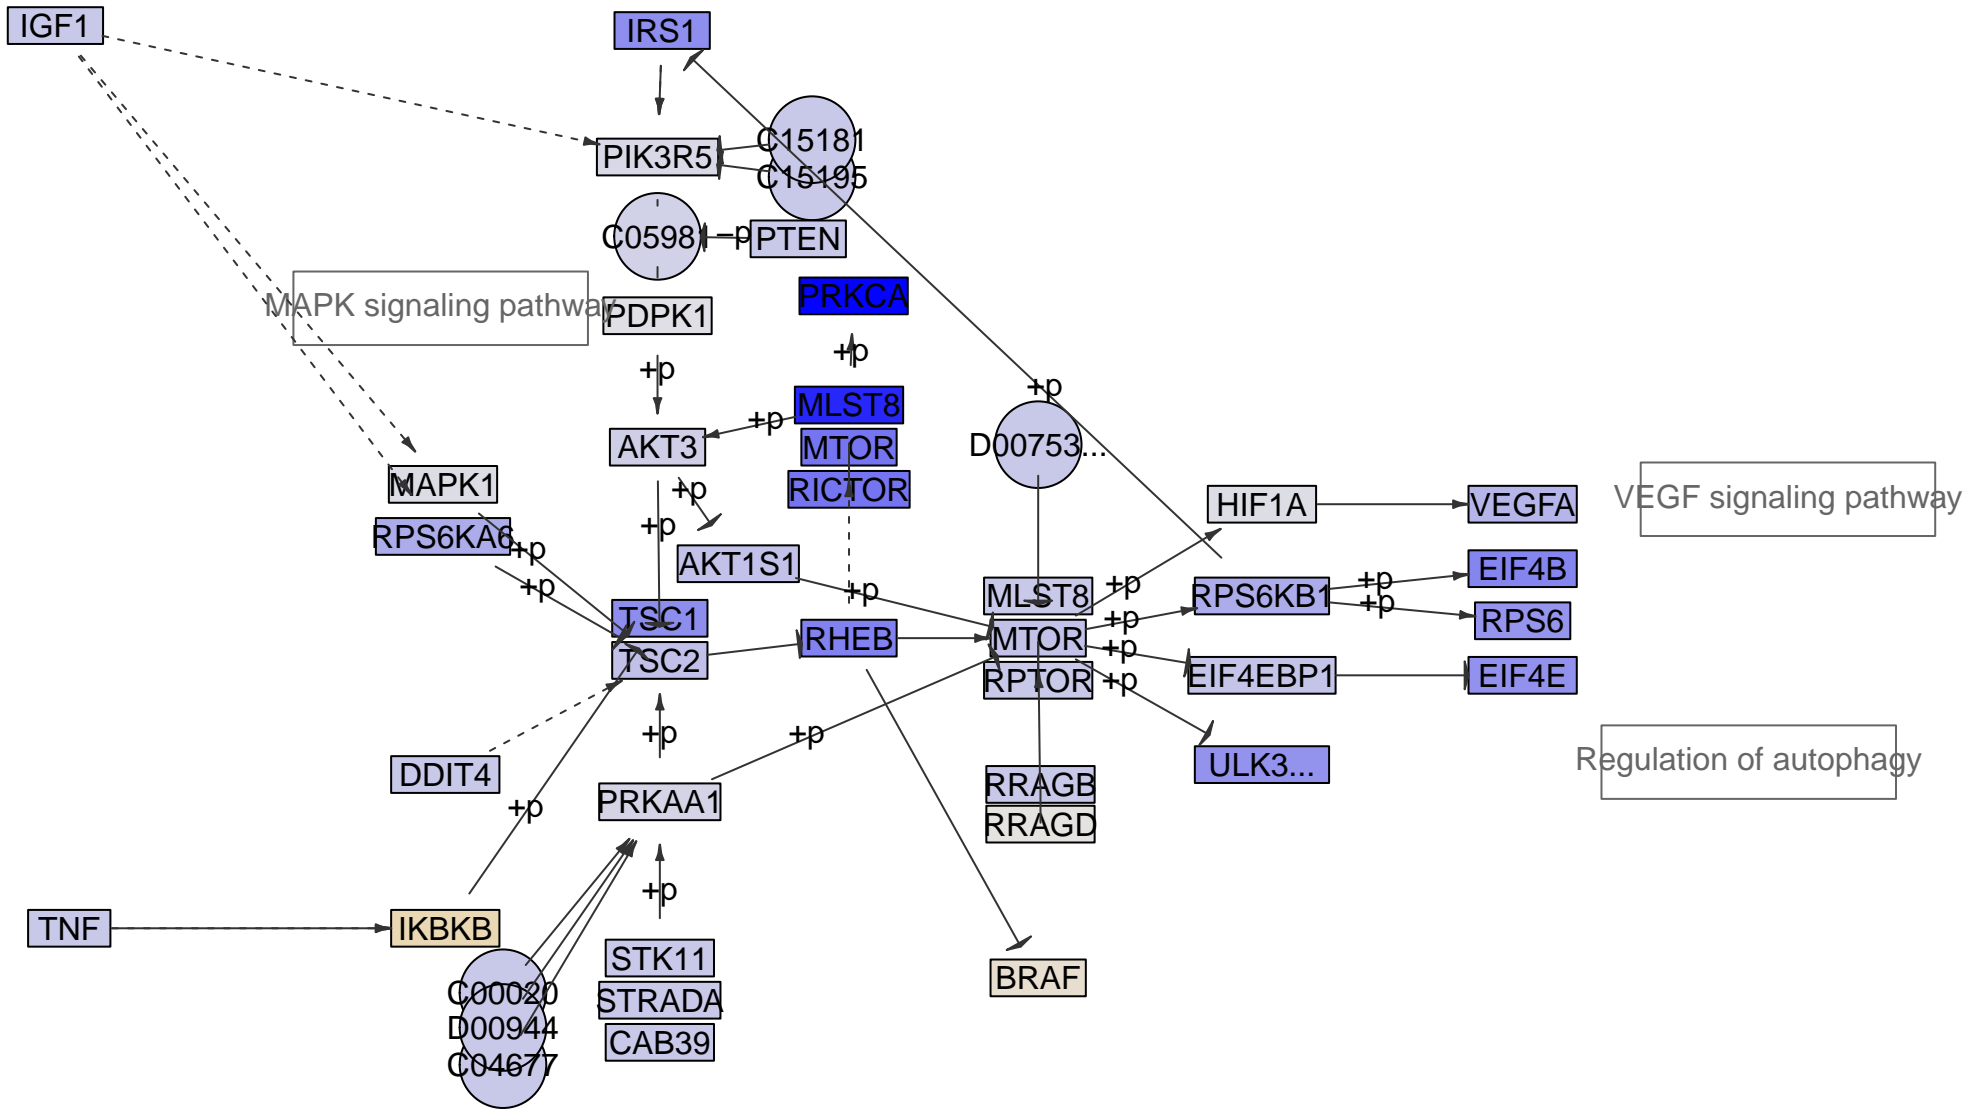 IGF1
IRS1
C15181
PIK3R5
C15195
C05981
-p
PTEN
PRKCA
MAPK signaling pathway
PDPK1
+p
+p
+p
MLST8
+p
AKT3
MTOR
D00753...
MAPK1
+p
RICTOR
HIF1A
VEGFA
VEGF signaling pathway
RPS6KA6
+p
+p
AKT1S1
EIF4B
+p
+p
+p
+p
MLST8
RPS6KB1
+p
TSC1
+p
RPS6
RHEB
MTOR
+p
TSC2
RPTOR
+p
EIF4EBP1
EIF4E
+p
+p
DDIT4
RRAGB
ULK3...
Regulation of autophagy
+p
PRKAA1
RRAGD
+p
TNF
IKBKB
STK11
BRAF
C00020
STRADA
D00944
CAB39
C04677